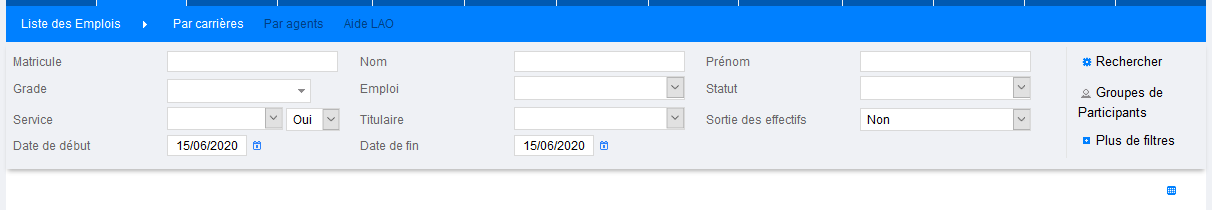 Liste des Emplois Par carrières Par agents Aide LAO
Matricule Nom Prénom Rechercher
Grade Emploi Statut Groupes de Participants
Service Oui Titulaire Sortie des effectifs Non
Date de début 15/06/2020 Date de fin 15/06/2020 Plus de filtres